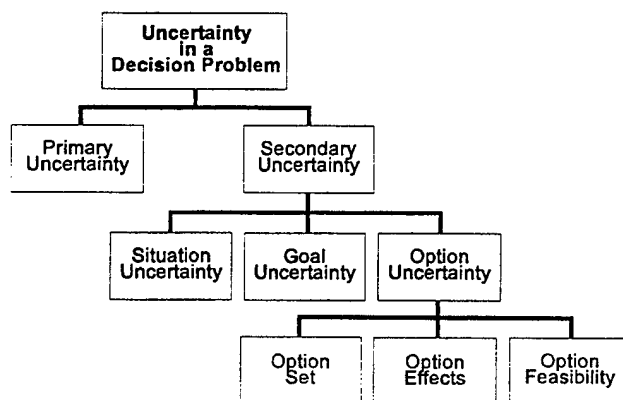 Uncertainty
in a
Decision Problem
Primary
Uncertainty
Secondary
Uncertainty
Situation
Uncertainty
Goal
Uncertainty
Option
Uncertainty
Option
Set
Option
Effects
Option
Feasibility